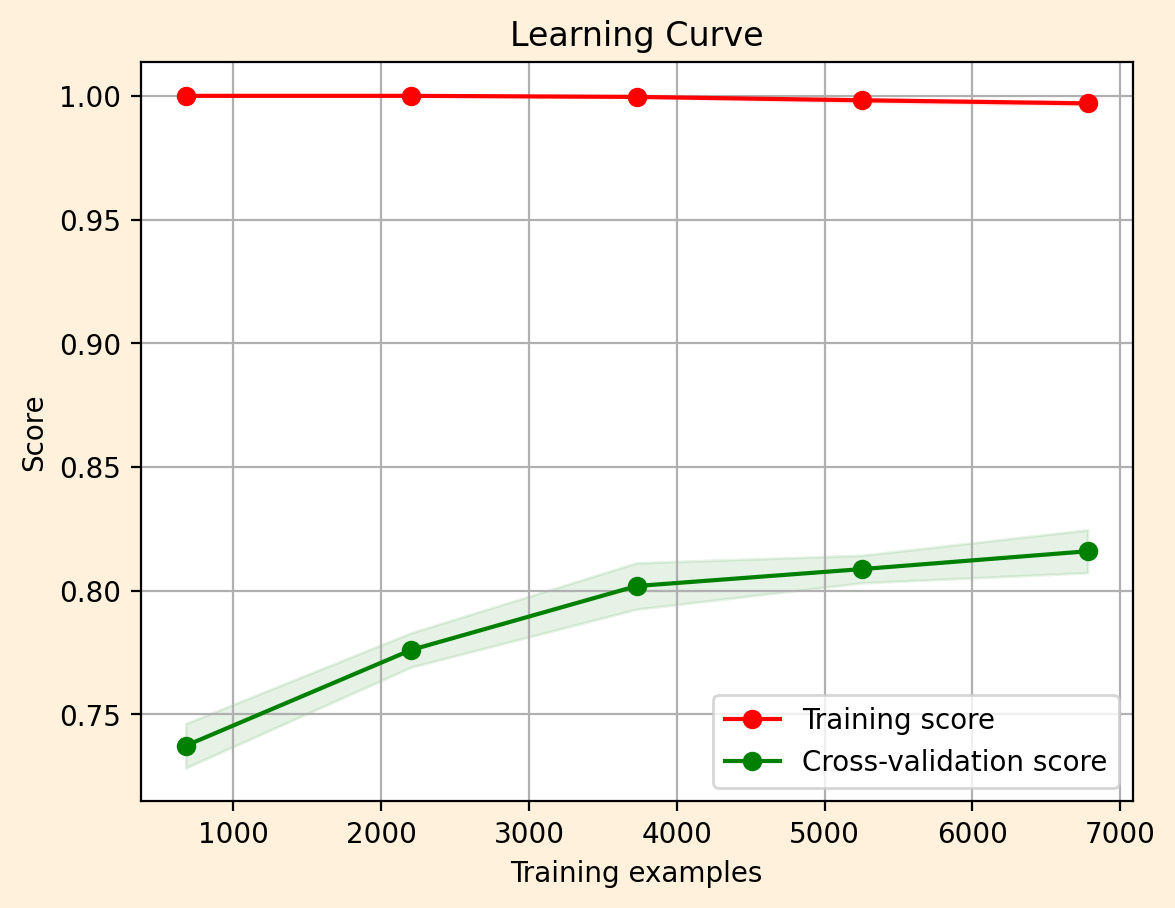 Learning Curve
1.00
0.95
0.90
0.85
0.80
0.75
Score
1000 2000 3000 4000 5000 6000 7000
Training examples
Training score
Cross-validation score